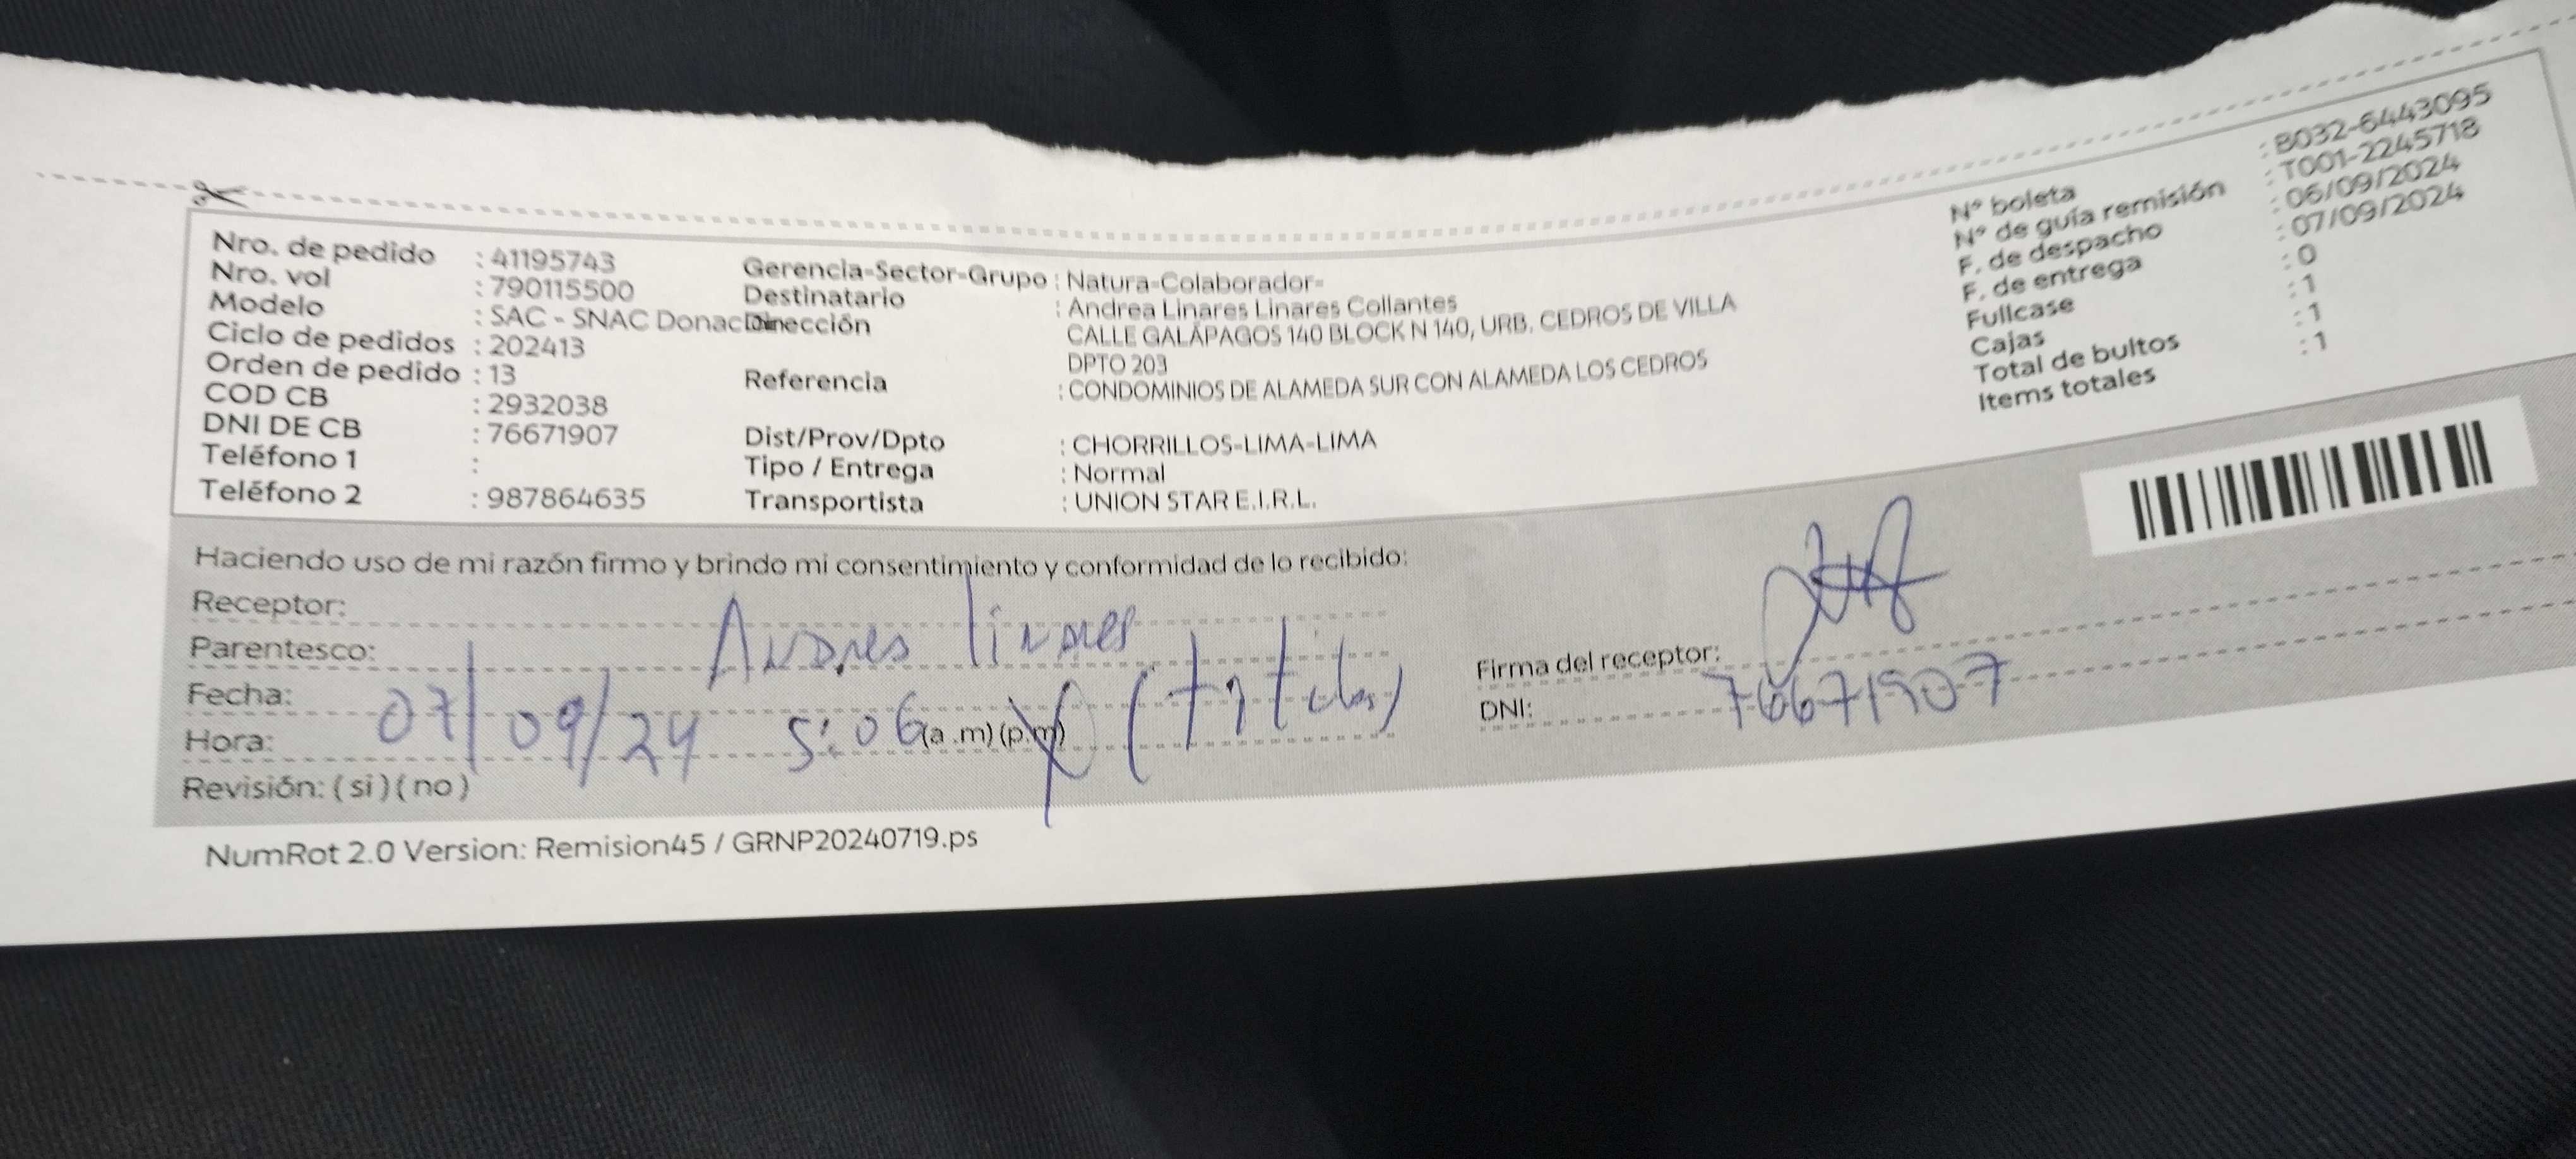 Nro. de pedido : 41195743
Nro. vol : 790115500
Modelo : SAC - SNAC Donac
Ciclo de pedidos : 202413
Orden de pedido : 13
COD CB : 2932038
DNI DE CB : 76671907
Teléfono 1 :
Teléfono 2 : 987864635
Gerencia-Sector-Grupo : Natura-Colaborador-
Destinatario : Andrea Linares Linares Collantes
Dirección CALLE GALÁPAGOS 140 BLOCK N 140, URB. CEDROS DE VILLA
DPTO 203
Referencia : CONDOMINIOS DE ALAMEDA SUR CON ALAMEDA LOS CEDROS
Dist/Prov/Dpto : CHORRILLOS-LIMA-LIMA
Tipo / Entrega : Normal
Transportista : UNION STAR E.I.R.L.
N° boleta : B032-6443095
N° de guía remisión : T001-2245718
F. de despacho : 06/09/2024
F. de entrega : 07/09/2024
Fullcase : 0
Cajas : 1
Total de bultos : 1
Items totales : 1
Haciendo uso de mi razón firmo y brindo mi consentimiento y conformidad de lo recibido:
Receptor:
Parentesco: linares
Fecha: 07/09/24
Hora: 5:06 (a .m) (p.m)
Revisión: ( si ) ( no )
Firma del receptor:
DNI: 76671907
NumRot 2.0 Version: Remision45 / GRNP20240719.ps